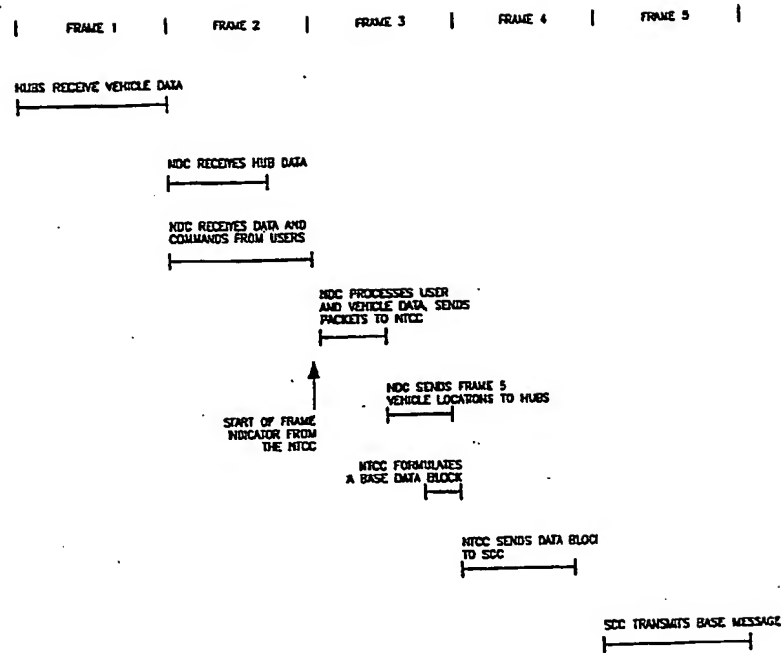 FRAME 1 FRAME 2 FRAME 3 FRAME 4 FRAME 5
HUBS RECEIVE VEHICLE DATA
NDC RECEIVES HUB DATA
NDC RECEIVES DATA AND
COMMANDS FROM USERS
NDC PROCESSES USER
AND VEHICLE DATA, SENDS
PACKETS TO NTCC
START OF FRAME
INDICATOR FROM
THE NTCC
NDC SENDS FRAME 5
VEHICLE LOCATIONS TO HUBS
NTCC FORMULATES
A BASE DATA BLOCK
NTCC SENDS DATA BLOC
TO SCC
SCC TRANSMITS BASE MESSAGE